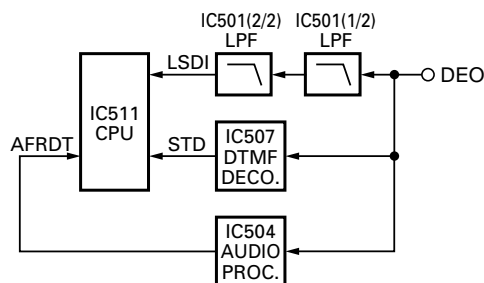 IC501(2/2)
LPF
IC501(1/2)
LPF
LSDI
DEO
IC511
CPU
AFRDT
STD
IC507
DTMF
DECO.
IC504
AUDIO
PROC.